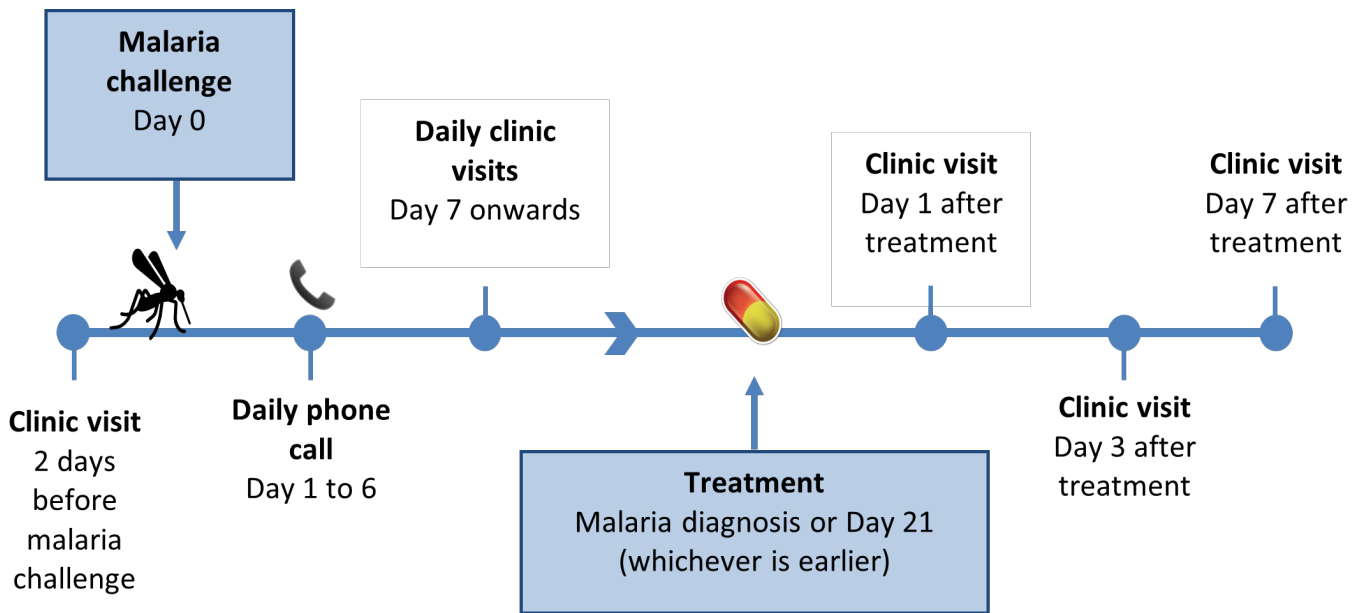 Malaria
challenge
Day 0
Daily clinic
visits
Day 7 onwards
Clinic visit
Day 1 after
treatment
Clinic visit
Day 7 after
treatment
Clinic visit
2 days
before
malaria
challenge
Daily phone
call
Day 1 to 6
Treatment
Malaria diagnosis or Day 21
(whichever is earlier)
Clinic visit
Day 3 after
treatment